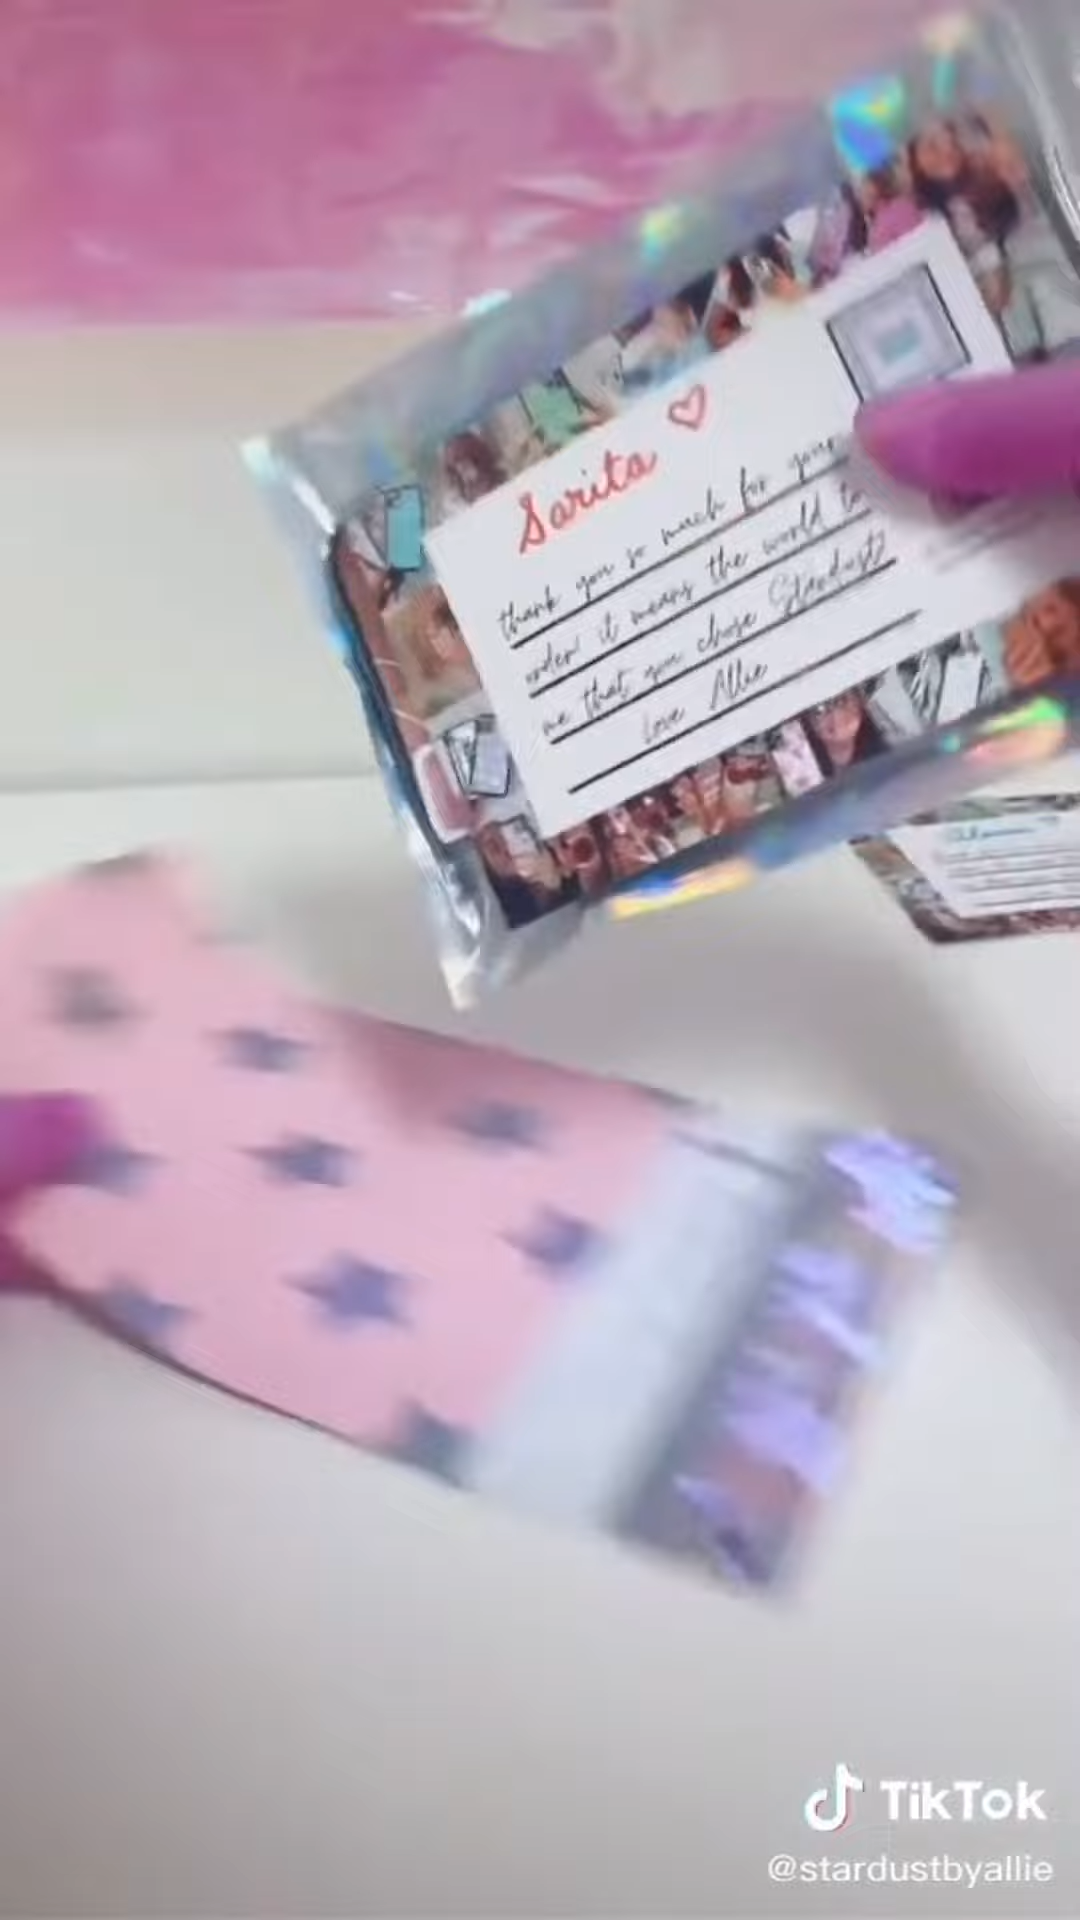 Sarita
thank you so much for your
order it means the world to
me that you chose Stardust
love Allie
TikTok
@stardustbyallie